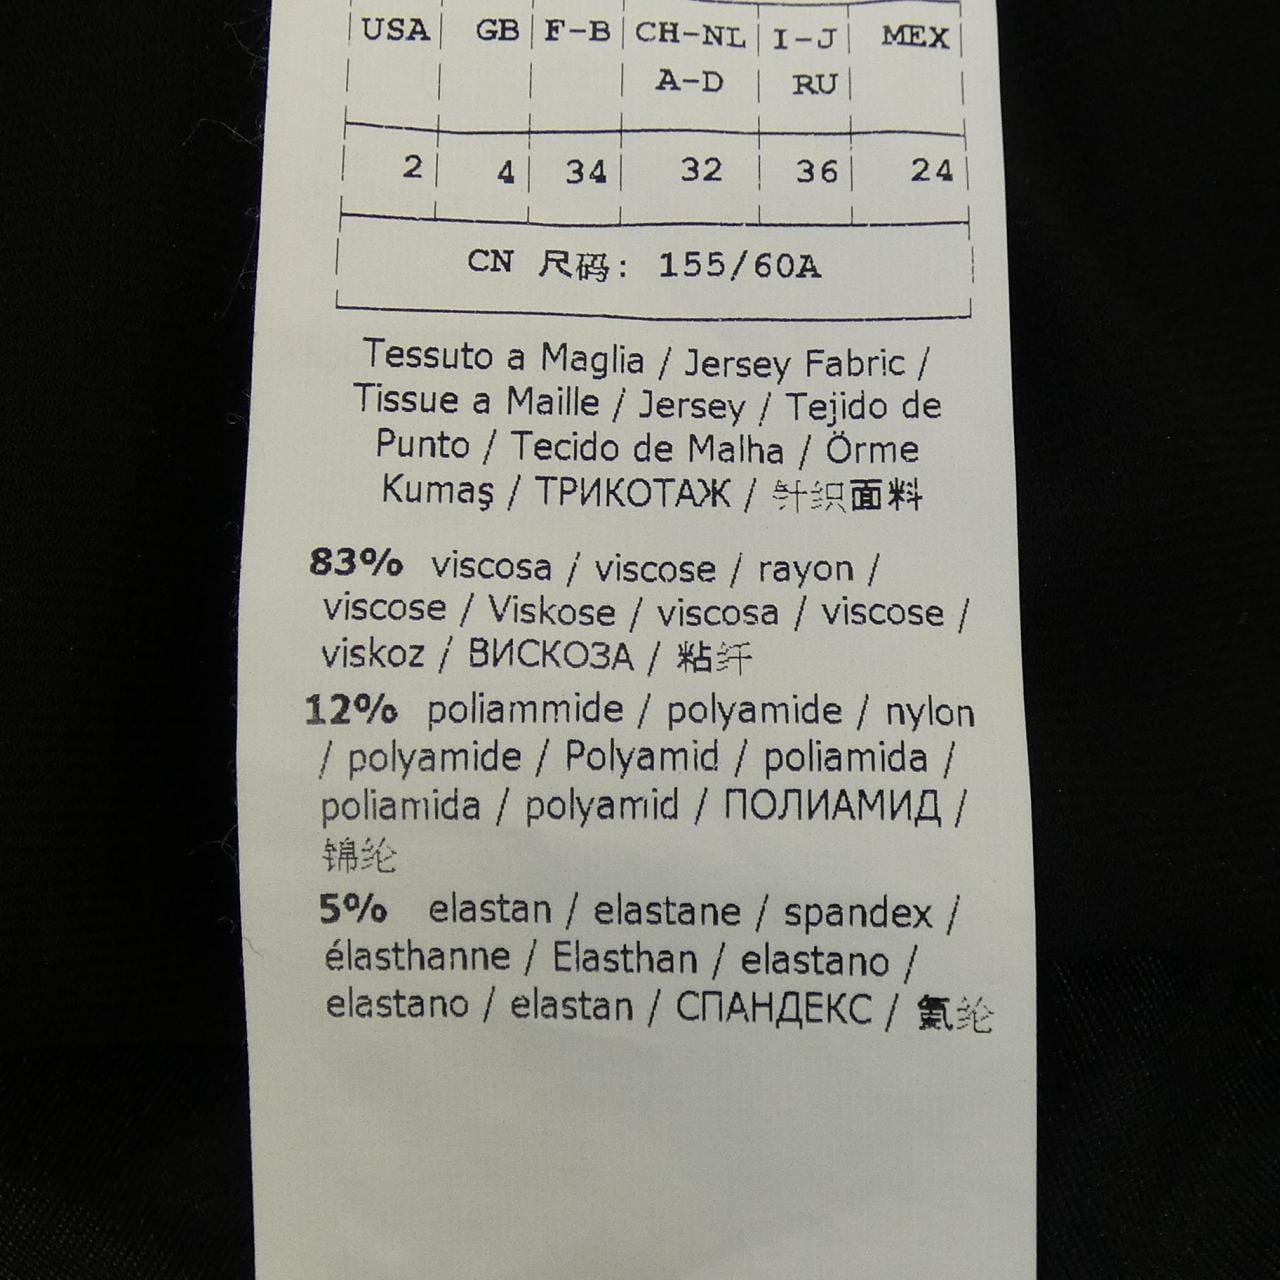 USA GB F-B CH-NL I-J MEX
A-D RU
2 4 34 32 36 24
CN 尺码: 155/60A
Tessuto a Maglia / Jersey Fabric /
Tissue a Maille / Jersey / Tejido de
Punto / Tecido de Malha / Örme
Kumaş / ТРИКОТАЖ / 针织面料
83% viscosa / viscose / rayon /
viscose / Viskose / viscosa / viscose /
viskoz / ВИСКОЗА / 粘纤
12% poliammide / polyamide / nylon
/ polyamide / Polyamid / poliamida /
poliamida / polyamid / ПОЛИАМИД /
锦纶
5% elastan / elastane / spandex /
élasthanne / Elasthan / elastano /
elastano / elastan / СПАНДЕКС / 氨纶